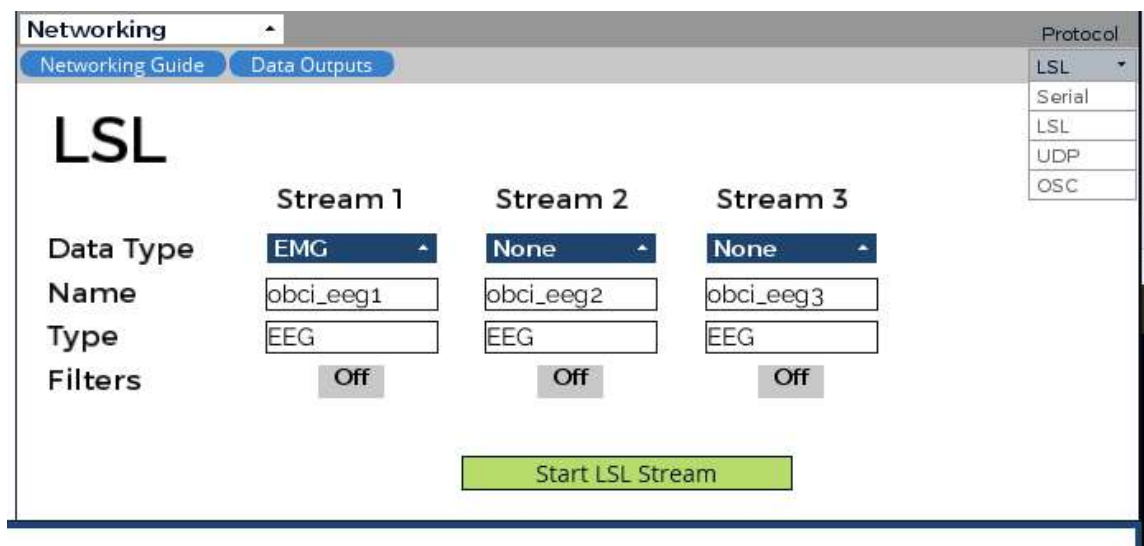 Networking
Protocol
Networking Guide Data Outputs
LSL
Serial
LSL
UDP
OSC
LSL
Stream 1 Stream 2 Stream 3
Data Type EMG None None
Name obci_eeg1 obci_eeg2 obci_eeg3
Type EEG EEG EEG
Filters Off Off Off
Start LSL Stream